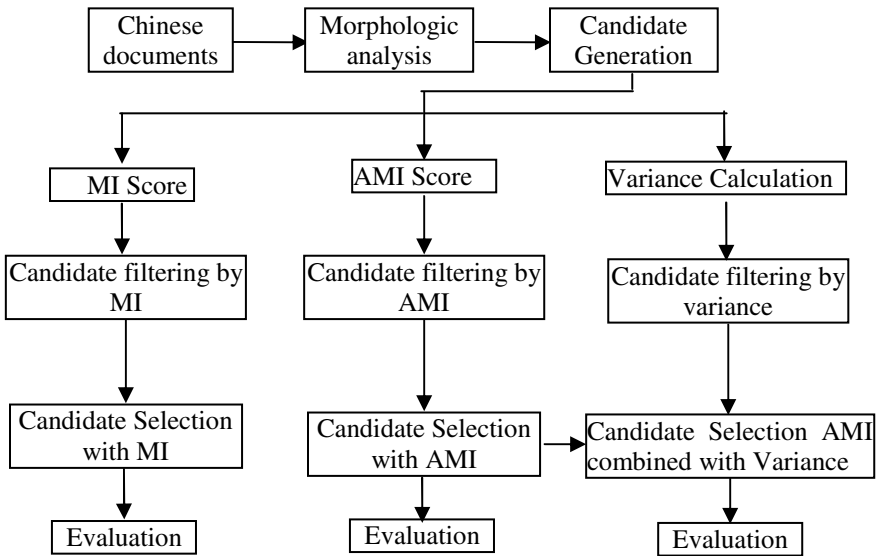 Chinese
documents
Morphologic
analysis
Candidate
Generation
MI Score
AMI Score
Variance Calculation
Candidate filtering by
MI
Candidate filtering by
AMI
Candidate filtering by
variance
Candidate Selection
with MI
Candidate Selection
with AMI
Candidate Selection AMI
combined with Variance
Evaluation
Evaluation
Evaluation